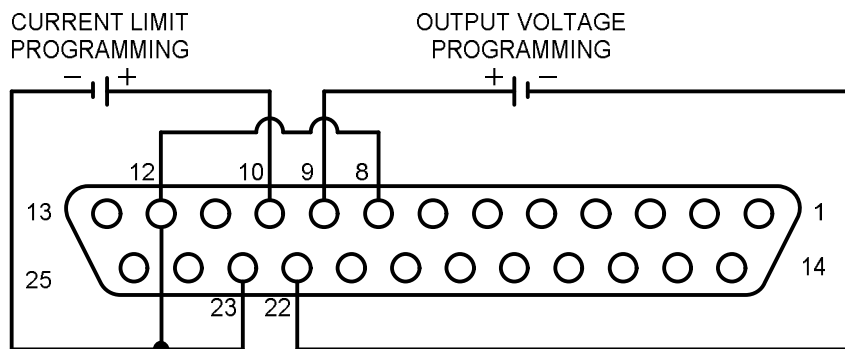 CURRENT LIMIT
PROGRAMMING
− +
OUTPUT VOLTAGE
PROGRAMMING
+ −
12 10 9 8
13 1
25 14
23 22